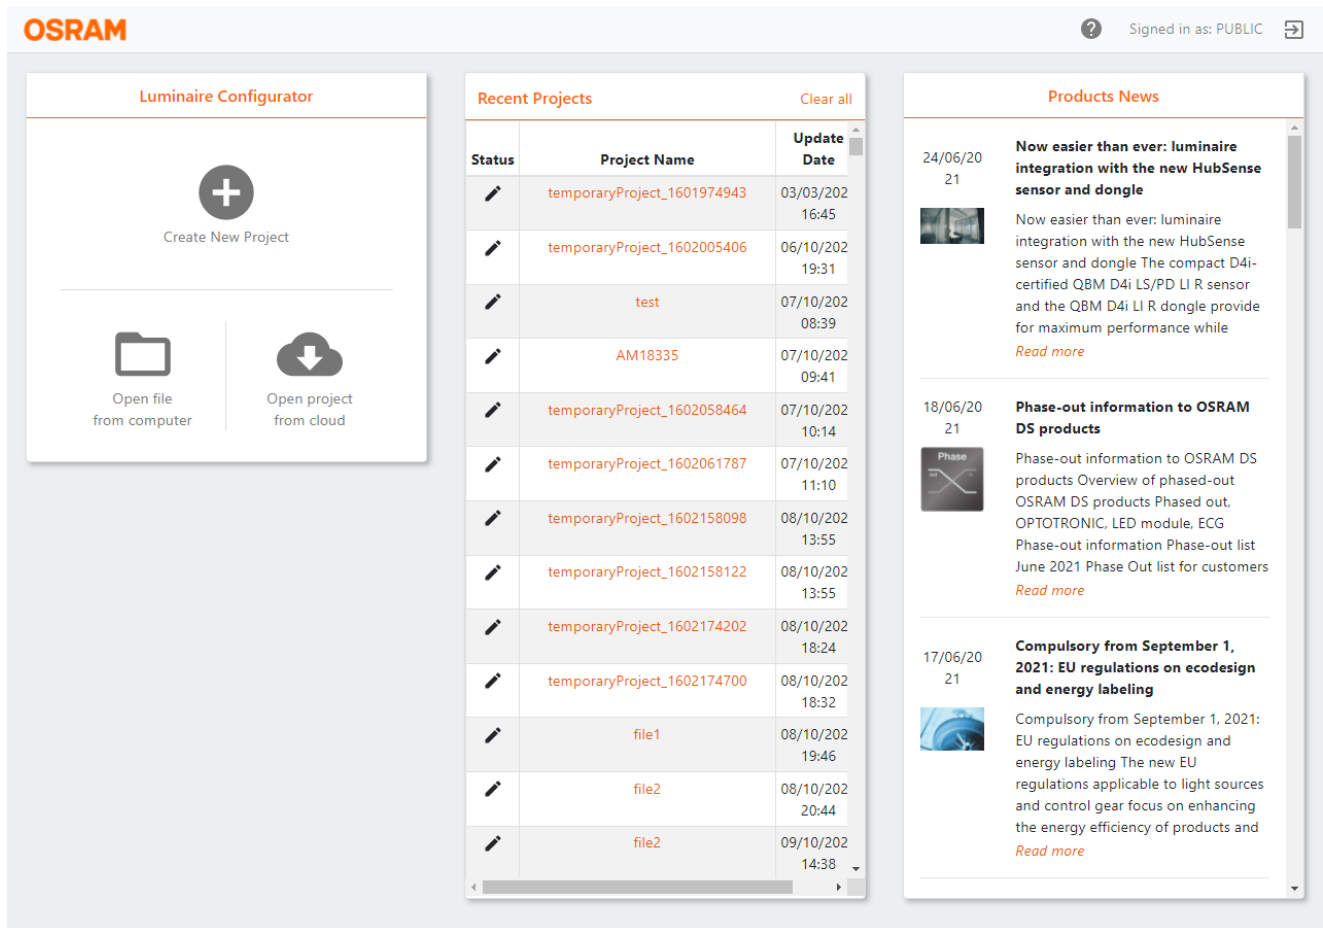 OSRAM
? Signed in as: PUBLIC
Luminaire Configurator
Create New Project
Open file
from computer
Open project
from cloud
Recent Projects Clear all
Status Project Name Update
Date
temporaryProject_1601974943 03/03/202
16:45
temporaryProject_1602005406 06/10/202
19:31
test 07/10/202
08:39
AM18335 07/10/202
09:41
temporaryProject_1602058464 07/10/202
10:14
temporaryProject_1602061787 07/10/202
11:10
temporaryProject_1602158098 08/10/202
13:55
temporaryProject_1602158122 08/10/202
13:55
temporaryProject_1602174202 08/10/202
18:24
temporaryProject_1602174700 08/10/202
18:32
file1 08/10/202
19:46
file2 08/10/202
20:44
file2 09/10/202
14:38
Products News
24/06/20
21
Now easier than ever: luminaire
integration with the new HubSense
sensor and dongle
Now easier than ever: luminaire
integration with the new HubSense
sensor and dongle The compact D4i-
certified QBM D4i LS/PD LI R sensor
and the QBM D4i LI R dongle provide
for maximum performance while
Read more
18/06/20
21
Phase
Phase-out information to OSRAM
DS products
Phase-out information to OSRAM DS
products Overview of phased-out
OSRAM DS products Phased out,
OPTOTRONIC, LED module, ECG
Phase-out information Phase-out list
June 2021 Phase Out list for customers
Read more
17/06/20
21
Compulsory from September 1,
2021: EU regulations on ecodesign
and energy labeling
Compulsory from September 1, 2021:
EU regulations on ecodesign and
energy labeling The new EU
regulations applicable to light sources
and control gear focus on enhancing
the energy efficiency of products and
Read more